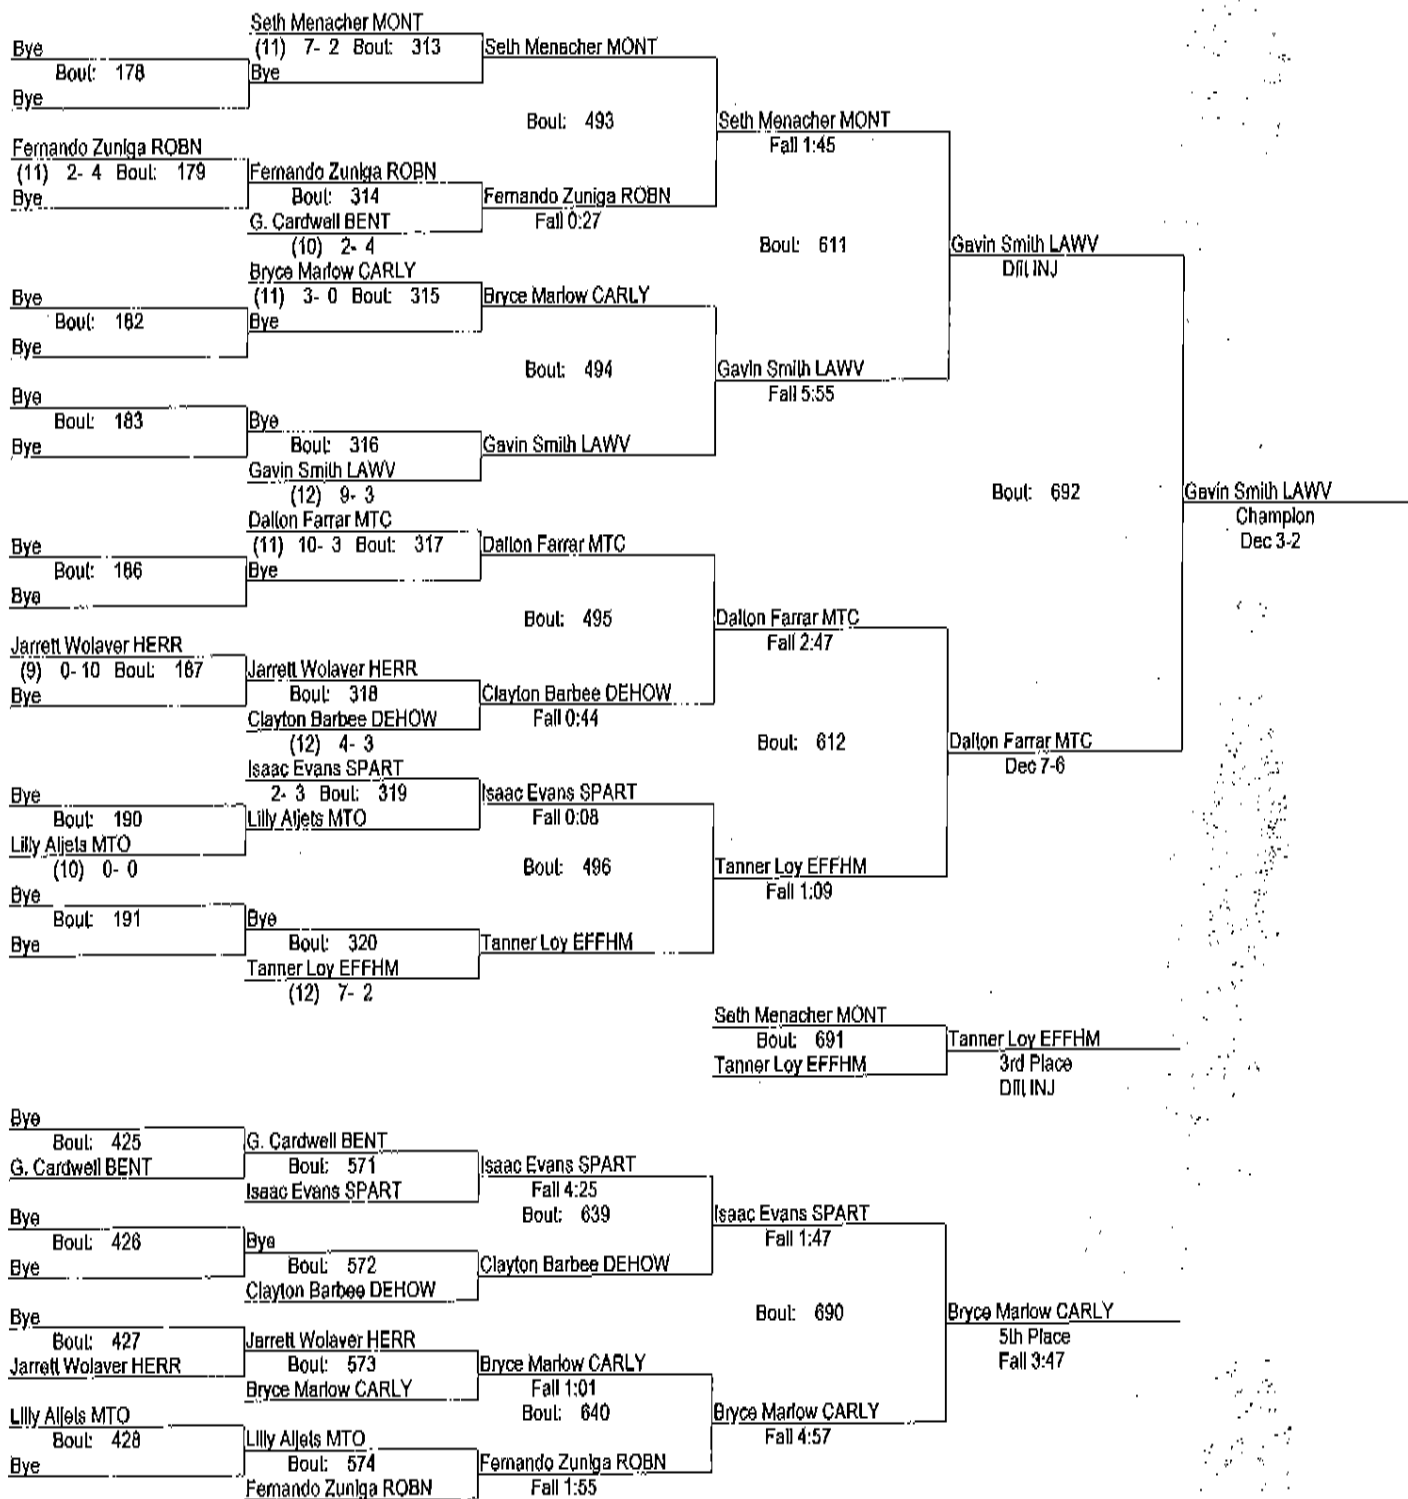 Seth Menacher MONT
Bye
(11) 7- 2 Bout: 313
Seth Menacher MONT
Bout: 178
Bye
Bye
Bout: 493
Seth Menacher MONT
Fall 1:45
Fernando Zuniga ROBN
(11) 2- 4 Bout: 179
Fernando Zuniga ROBN
Bye
Bout: 314
Fernando Zuniga ROBN
G. Cardwell BENT
Fall 0:27
(10) 2- 4
Bout: 611
Gavin Smith LAWV
Dfl, INJ
Bryce Marlow CARLY
Bye
(11) 3- 0 Bout: 315
Bryce Marlow CARLY
Bout: 182
Bye
Bye
Bout: 494
Gavin Smith LAWV
Fall 5:55
Bye
Bout: 183
Bye
Bye
Bout: 316
Gavin Smith LAWV
Gavin Smith LAWV
(12) 9- 3
Bout: 692
Gavin Smith LAWV
Champion
Dec 3-2
Dalton Farrar MTC
Bye
(11) 10- 3 Bout: 317
Dalton Farrar MTC
Bout: 186
Bye
Bye
Bout: 495
Dalton Farrar MTC
Fall 2:47
Jarrett Wolaver HERR
(9) 0- 10 Bout: 187
Jarrett Wolaver HERR
Bye
Bout: 318
Clayton Barbee DEHOW
Clayton Barbee DEHOW
Fall 0:44
(12) 4- 3
Bout: 612
Dalton Farrar MTC
Dec 7-6
Isaac Evans SPART
Bye
2- 3 Bout: 319
Isaac Evans SPART
Bout: 190
Lilly Aljets MTO
Fall 0:08
Lilly Aljets MTO
(10) 0- 0
Bout: 496
Tanner Loy EFFHM
Fall 1:09
Bye
Bout: 191
Bye
Bye
Bout: 320
Tanner Loy EFFHM
Tanner Loy EFFHM
(12) 7- 2
Seth Menacher MONT
Bout: 691
Tanner Loy EFFHM
Tanner Loy EFFHM
3rd Place
Dfl, INJ
Bye
Bout: 425
G. Cardwell BENT
G. Cardwell BENT
Bout: 571
Isaac Evans SPART
Isaac Evans SPART
Fall 4:25
Bout: 639
Isaac Evans SPART
Fall 1:47
Bye
Bout: 426
Bye
Bye
Bout: 572
Clayton Barbee DEHOW
Clayton Barbee DEHOW
Bout: 690
Bryce Marlow CARLY
5th Place
Fall 3:47
Bye
Bout: 427
Jarrett Wolaver HERR
Jarrett Wolaver HERR
Bout: 573
Bryce Marlow CARLY
Bryce Marlow CARLY
Fall 1:01
Bout: 640
Bryce Marlow CARLY
Fall 4:57
Lilly Aljets MTO
Bout: 428
Lilly Aljets MTO
Bye
Bout: 574
Fernando Zuniga ROBN
Fernando Zuniga ROBN
Fall 1:55